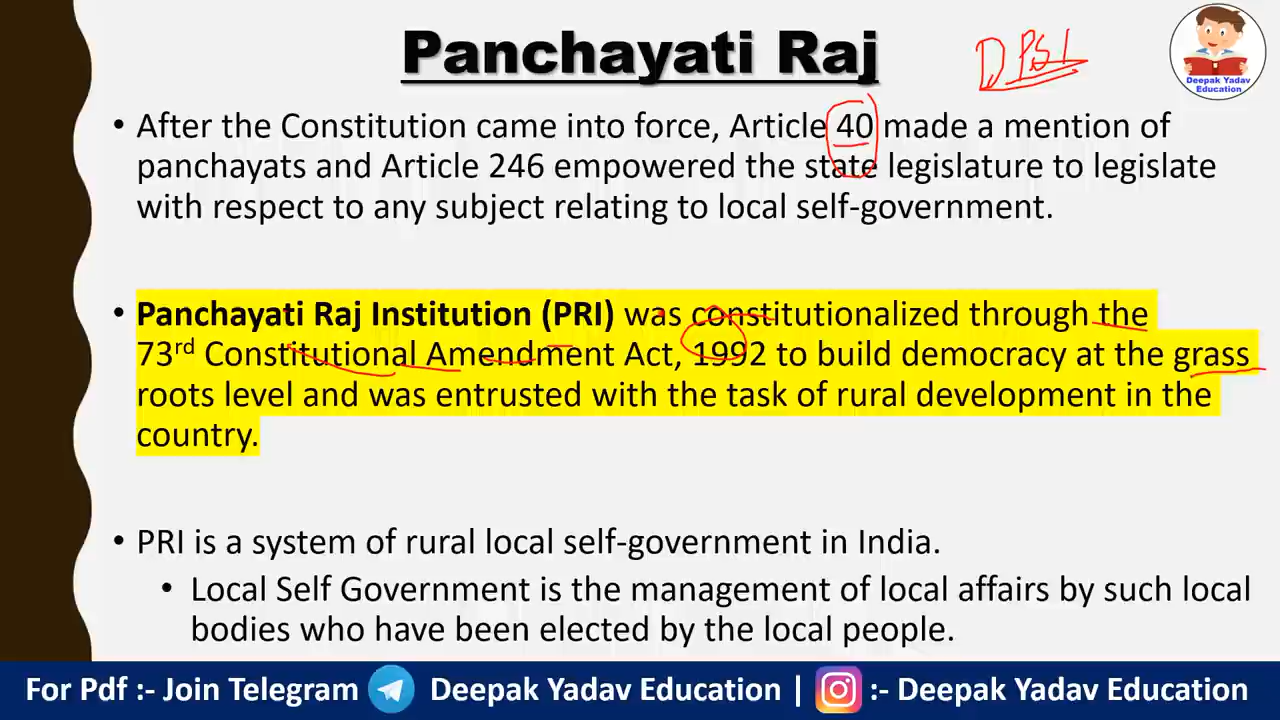 Panchayati Raj
DPSP
Deepak Yadav
Education
• After the Constitution came into force, Article 40 made a mention of
panchayats and Article 246 empowered the state legislature to legislate
with respect to any subject relating to local self-government.
• Panchayati Raj Institution (PRI) was constitutionalized through the
73rd Constitutional Amendment Act, 1992 to build democracy at the grass
roots level and was entrusted with the task of rural development in the
country.
• PRI is a system of rural local self-government in India.
• Local Self Government is the management of local affairs by such local
bodies who have been elected by the local people.
For Pdf :- Join Telegram Deepak Yadav Education | :- Deepak Yadav Education